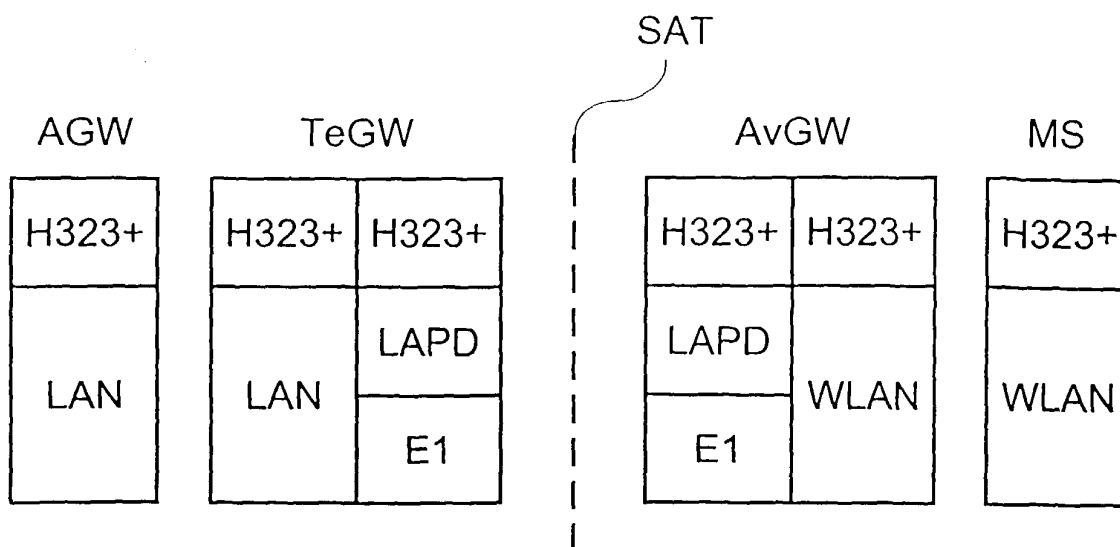 SAT
AGW TeGW AvGW MS
H323+ H323+ H323+ H323+ H323+ H323+
LAPD LAPD
LAN LAN WLAN WLAN
E1 E1